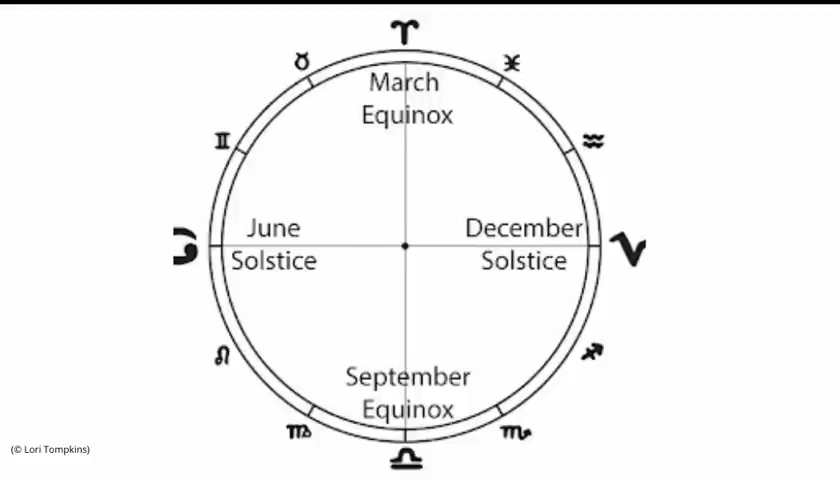 March
Equinox
June
Solstice
December
Solstice
September
Equinox
(© Lori Tompkins)